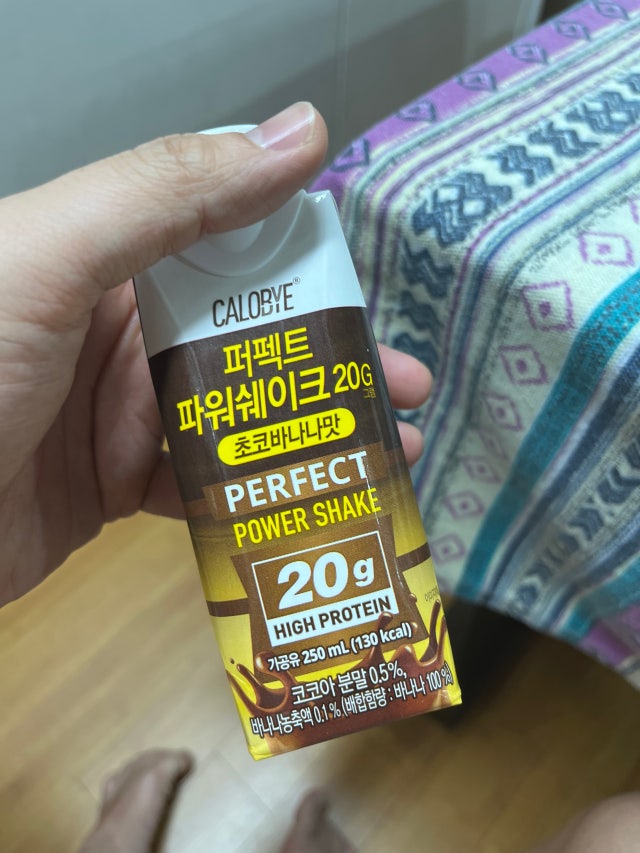 CALOBYE®
퍼펙트
파워쉐이크 20G
그램
초코바나나맛
PERFECT
POWER SHAKE
20g
HIGH PROTEIN
가공유 250 mL (130 kcal)
코코아 분말 0.5%,
바나나농축액 0.1% (배합함량 : 바나나 100%)